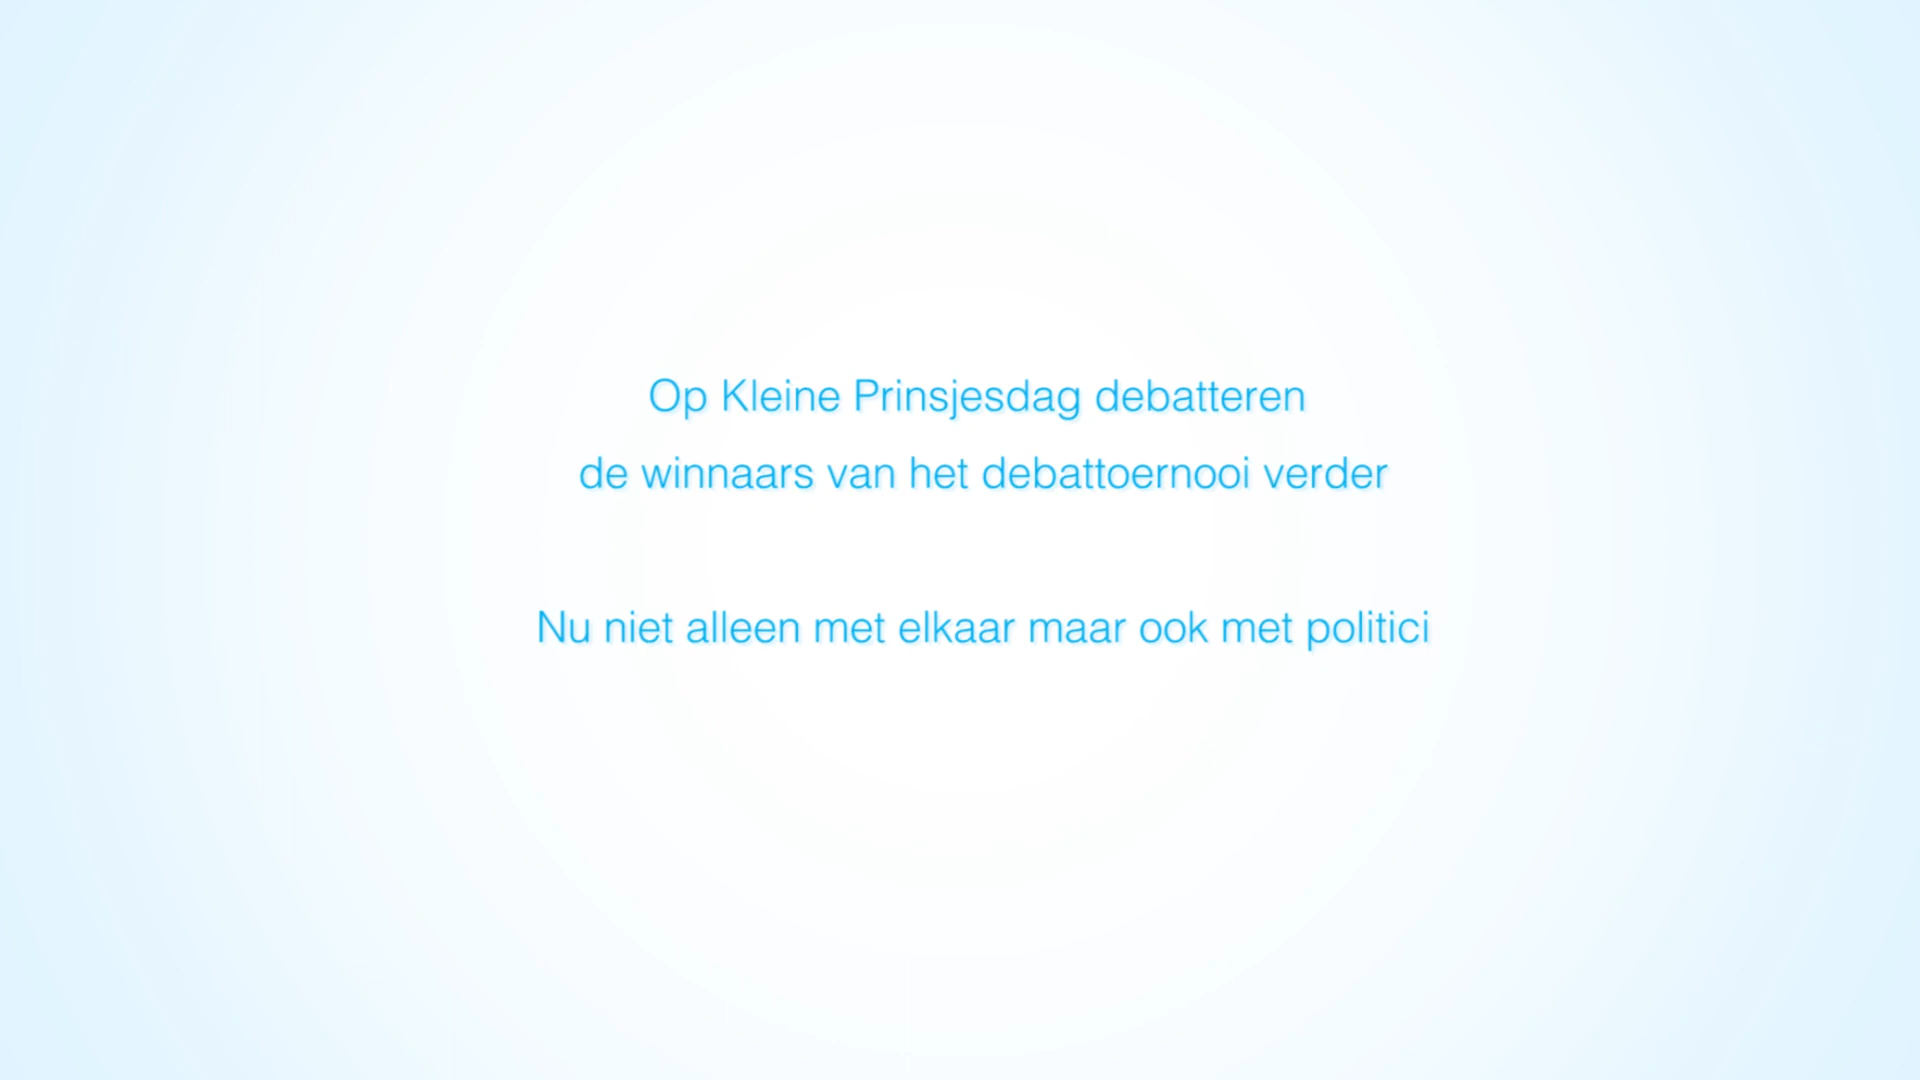 Op Kleine Prinsjesdag debatteren
de winnaars van het debattoernooi verder
Nu niet alleen met elkaar maar ook met politici